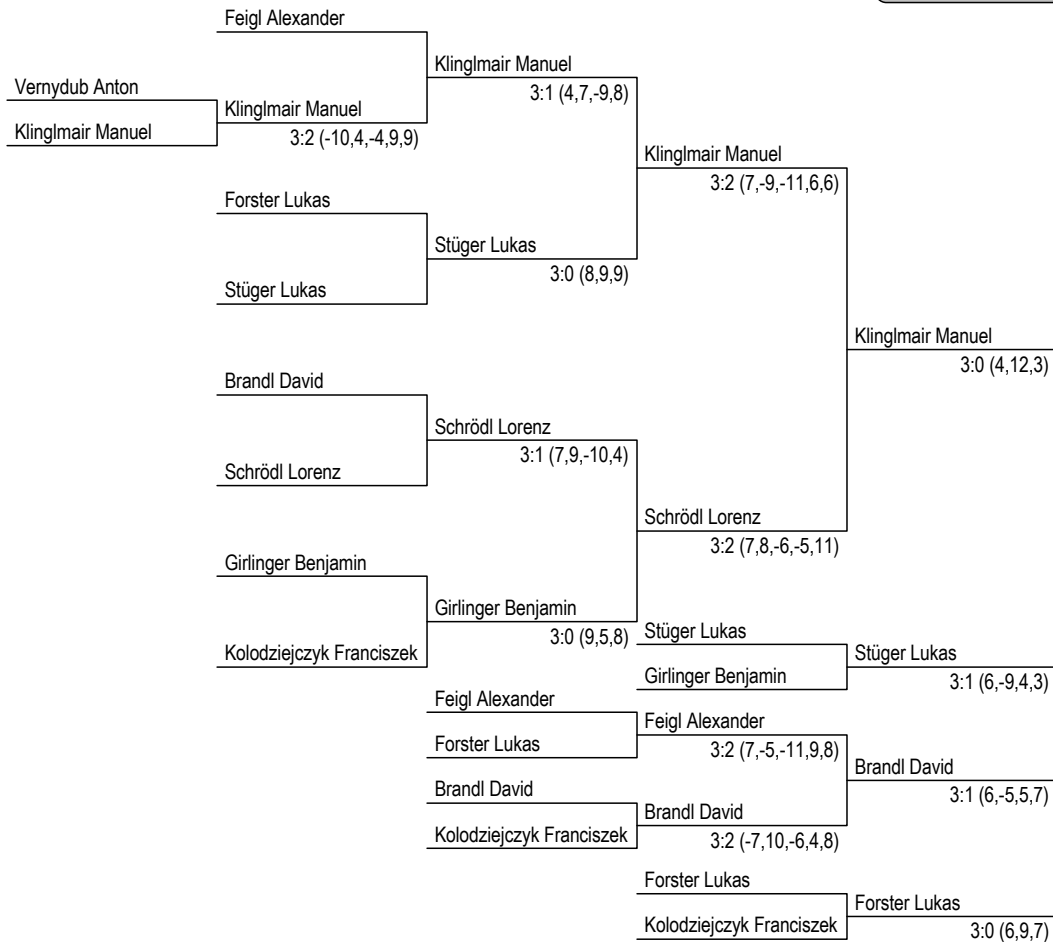 Feigl Alexander
Klinglmair Manuel
3:1 (4,7,-9,8)
Vernydub Anton
Klinglmair Manuel
Klinglmair Manuel
3:2 (-10,4,-4,9,9)
Klinglmair Manuel
3:2 (7,-9,-11,6,6)
Forster Lukas
Stüger Lukas
3:0 (8,9,9)
Stüger Lukas
Klinglmair Manuel
3:0 (4,12,3)
Brandl David
Schrödl Lorenz
3:1 (7,9,-10,4)
Schrödl Lorenz
Schrödl Lorenz
3:2 (7,8,-6,-5,11)
Girlinger Benjamin
Girlinger Benjamin
3:0 (9,5,8)
Kolodziejczyk Franciszek
Stüger Lukas
Stüger Lukas
3:1 (6,-9,4,3)
Girlinger Benjamin
Feigl Alexander
Feigl Alexander
3:2 (7,-5,-11,9,8)
Forster Lukas
Brandl David
3:1 (6,-5,5,7)
Brandl David
Brandl David
3:2 (-7,10,-6,4,8)
Kolodziejczyk Franciszek
Forster Lukas
Forster Lukas
3:0 (6,9,7)
Kolodziejczyk Franciszek